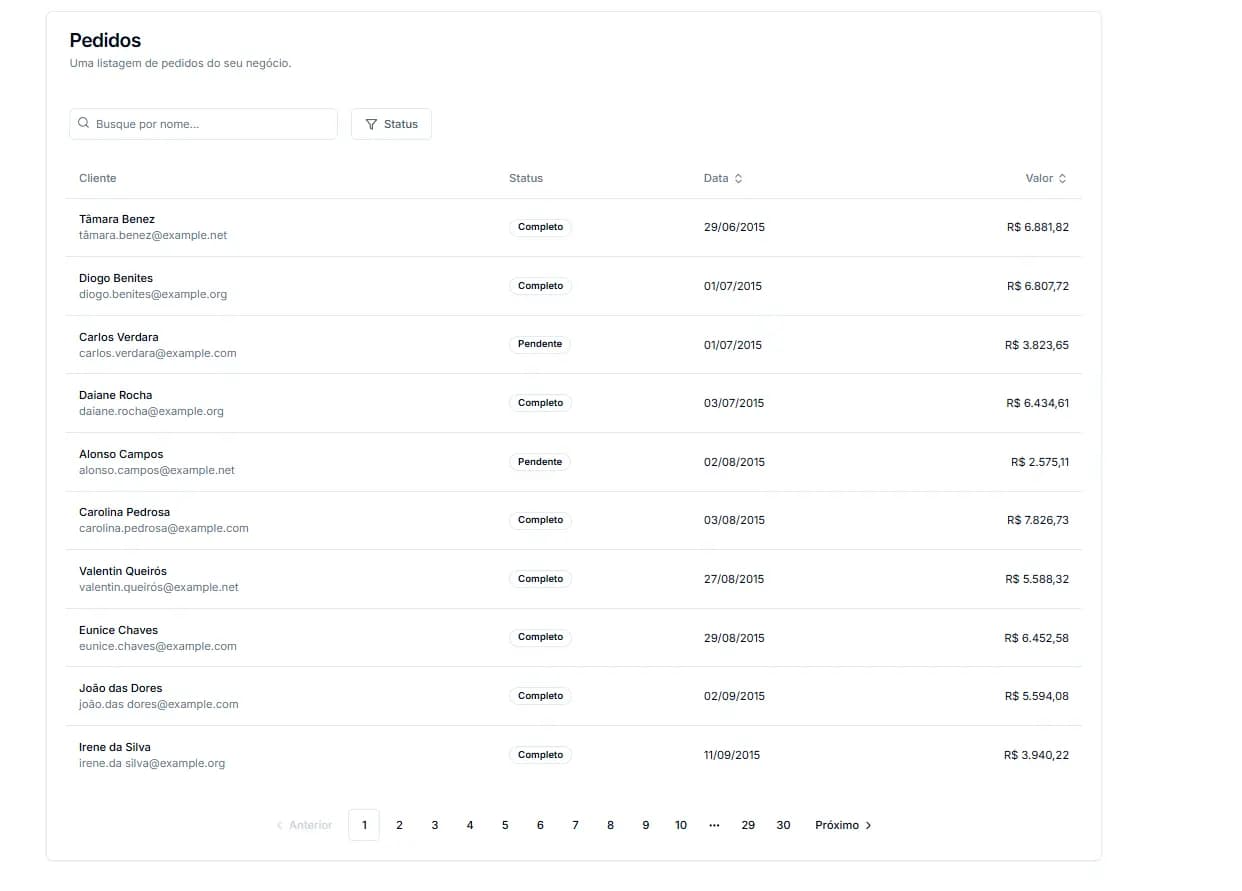 Pedidos
Uma listagem de pedidos do seu negócio.
Busque por nome... Status
Cliente Status Data Valor
Tâmara Benez
tâmara.benez@example.net Completo 29/06/2015 R$ 6.881,82
Diogo Benites
diogo.benites@example.org Completo 01/07/2015 R$ 6.807,72
Carlos Verdara
carlos.verdara@example.com Pendente 01/07/2015 R$ 3.823,65
Daiane Rocha
daiane.rocha@example.org Completo 03/07/2015 R$ 6.434,61
Alonso Campos
alonso.campos@example.net Pendente 02/08/2015 R$ 2.575,11
Carolina Pedrosa
carolina.pedrosa@example.com Completo 03/08/2015 R$ 7.826,73
Valentin Queirós
valentin.queirós@example.net Completo 27/08/2015 R$ 5.588,32
Eunice Chaves
eunice.chaves@example.com Completo 29/08/2015 R$ 6.452,58
João das Dores
joão.das dores@example.com Completo 02/09/2015 R$ 5.594,08
Irene da Silva
irene.da silva@example.org Completo 11/09/2015 R$ 3.940,22
Anterior 1 2 3 4 5 6 7 8 9 10 ... 29 30 Próximo